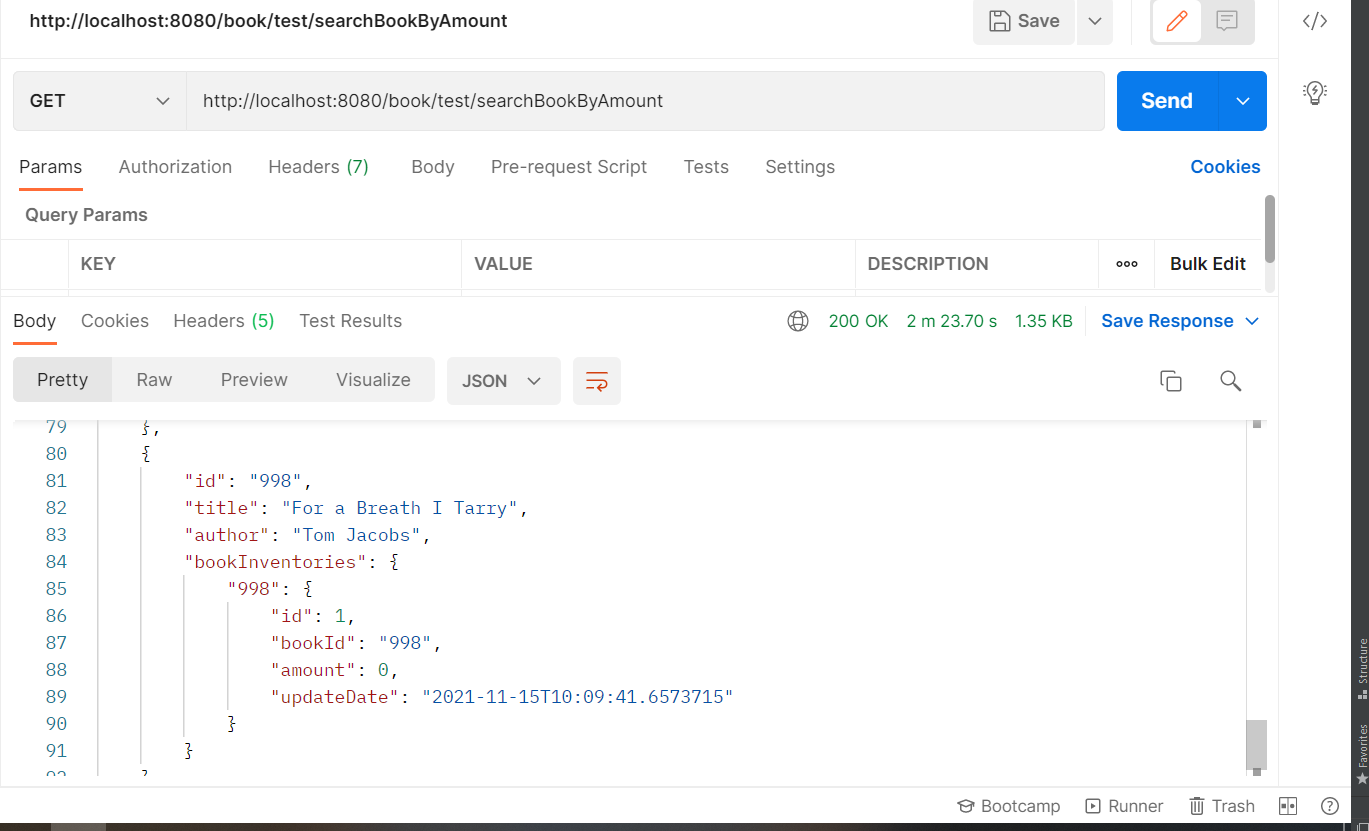 http://localhost:8080/book/test/searchBookByAmount
Save
GET
http://localhost:8080/book/test/searchBookByAmount
Send
Params Authorization Headers (7) Body Pre-request Script Tests Settings Cookies
Query Params
KEY VALUE DESCRIPTION Bulk Edit
Body Cookies Headers (5) Test Results 200 OK 2 m 23.70 s 1.35 KB Save Response
Pretty Raw Preview Visualize JSON
79 },
80 {
81 "id": "998",
82 "title": "For a Breath I Tarry",
83 "author": "Tom Jacobs",
84 "bookInventories": {
85 "998": {
86 "id": 1,
87 "bookId": "998",
88 "amount": 0,
89 "updateDate": "2021-11-15T10:09:41.6573715"
90 }
91 }
Structure
Favorites
Bootcamp Runner Trash